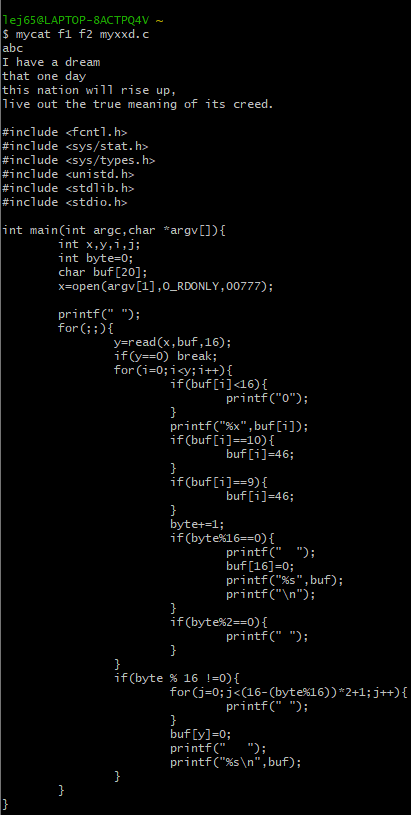 lej65@LAPTOP-8ACTPQ4V ~
$ mycat f1 f2 myxxd.c
abc
I have a dream
that one day
this nation will rise up,
live out the true meaning of its creed.

#include <fcntl.h>
#include <sys/stat.h>
#include <sys/types.h>
#include <unistd.h>
#include <stdlib.h>
#include <stdio.h>

int main(int argc,char *argv[]){
        int x,y,i,j;
        int byte=0;
        char buf[20];
        x=open(argv[1],O_RDONLY,00777);

        printf(" ");
        for(;;){
                y=read(x,buf,16);
                if(y==0) break;
                for(i=0;i<y;i++){
                        if(buf[i]<16){
                                printf("0");
                        }
                        printf("%x",buf[i]);
                        if(buf[i]==10){
                                buf[i]=46;
                        }
                        if(buf[i]==9){
                                buf[i]=46;
                        }
                        byte+=1;
                        if(byte%16==0){
                                printf("  ");
                                buf[16]=0;
                                printf("%s",buf);
                                printf("\n");
                        }
                        if(byte%2==0){
                                printf(" ");
                        }
                }
                if(byte % 16 !=0){
                        for(j=0;j<(16-(byte%16))*2+1;j++){
                                printf(" ");
                        }
                        buf[y]=0;
                        printf("   ");
                        printf("%s\n",buf);
                }
        }
}